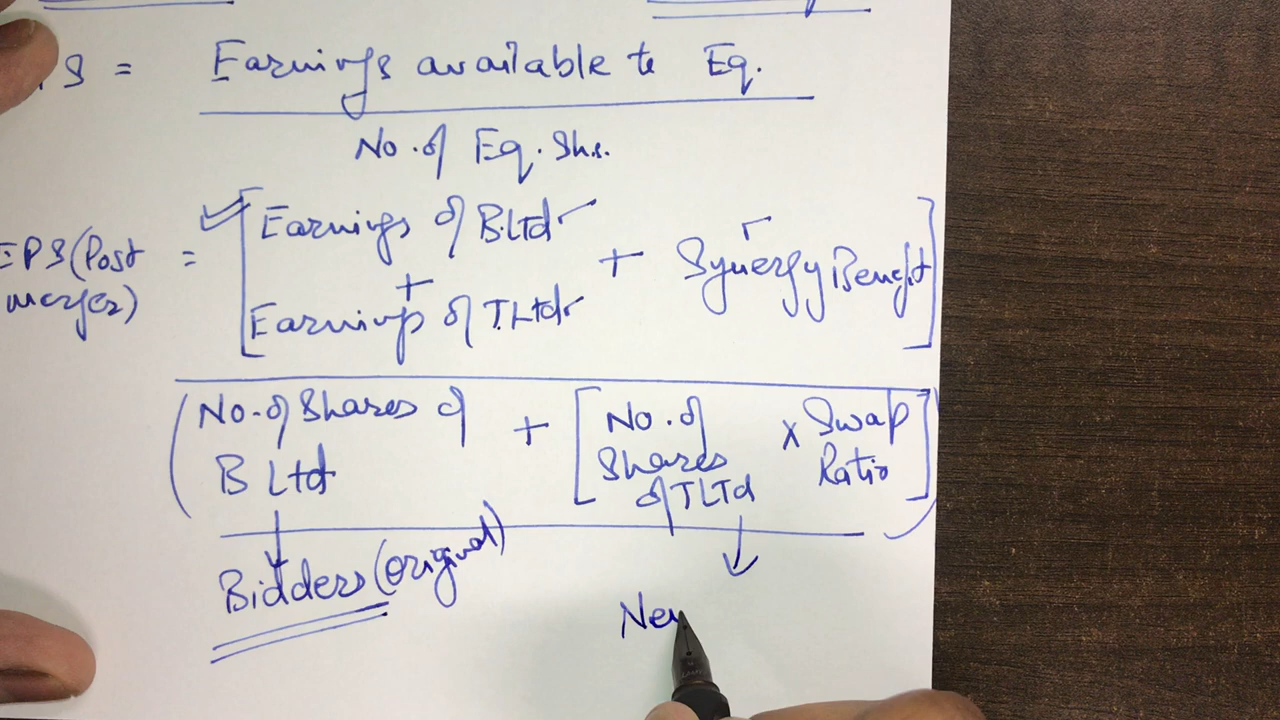 S = Earnings available to Eq.
No. of Eq. Shs.
EPS (Post merger) = [Earnings of B.Ltd + Earnings of T.Ltd + Synergy Benefit]
(No. of Shares of B Ltd + [No. of Shares of T LTd x Swap Ratio])
Bidders (original)
New